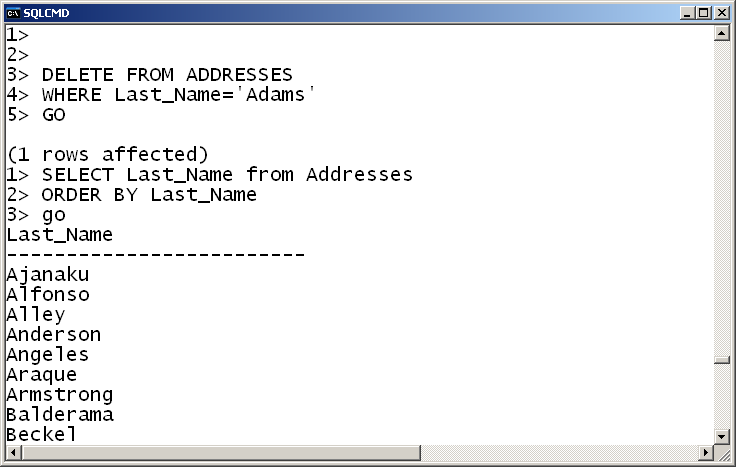 SQLCMD
1>
2>
3> DELETE FROM ADDRESSES
4> WHERE Last_Name='Adams'
5> GO
(1 rows affected)
1> SELECT Last_Name from Addresses
2> ORDER BY Last_Name
3> go
Last_Name
-------------------------
Ajanaku
Alfonso
Alley
Anderson
Angeles
Araque
Armstrong
Balderama
Beckel